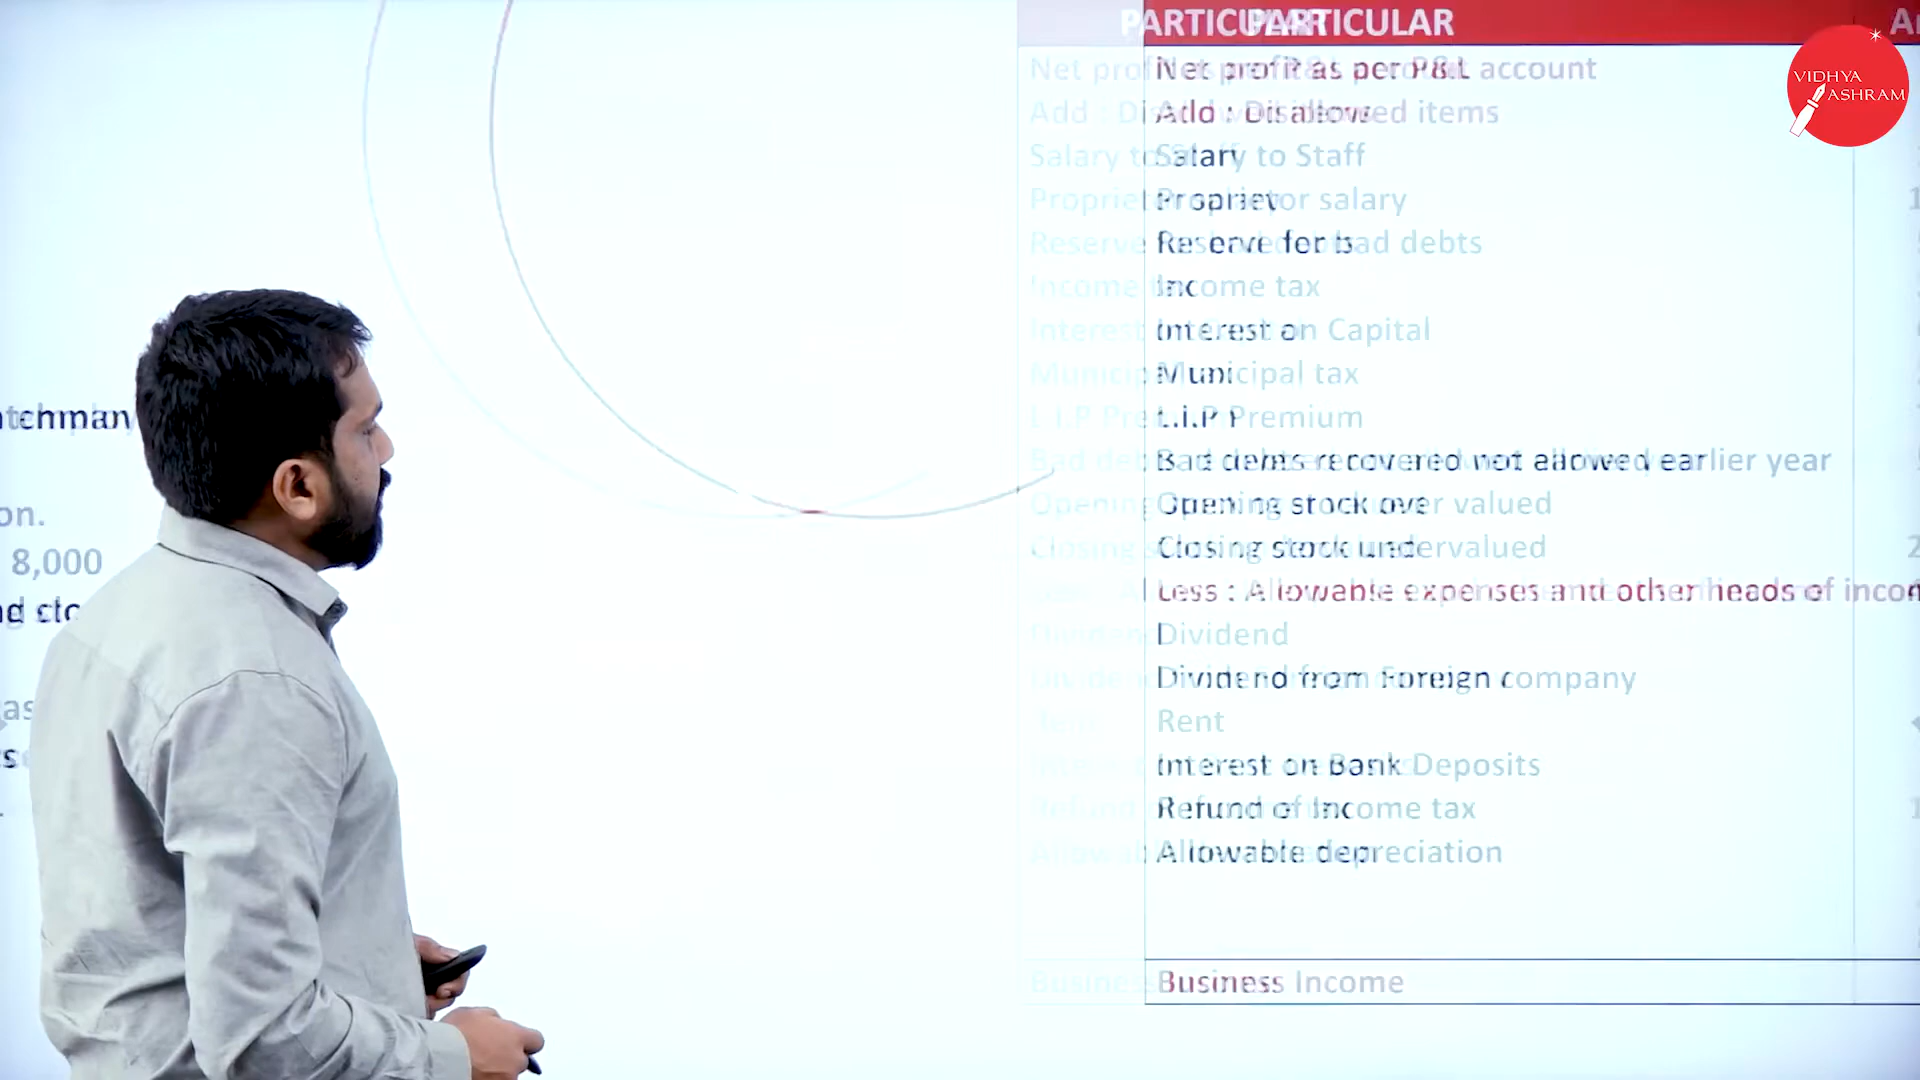 PARTICULAR
VIDHYA
ASHRAM
Net profit as per P&L account
Add : Disallowed items
Salary to Staff
Proprietor salary
Reserve for bad debts
Income tax
Interest on Capital
Municipal tax
L.I.P Premium
Bad debts recovered not allowed earlier year
Opening stock over valued
Closing stock undervalued
Less : Allowable expenses and other heads of incom
Dividend
Dividend from Foreign company
Rent
Interest on Bank Deposits
Refund of Income tax
Allowable depreciation
Business Income
on.
8,000